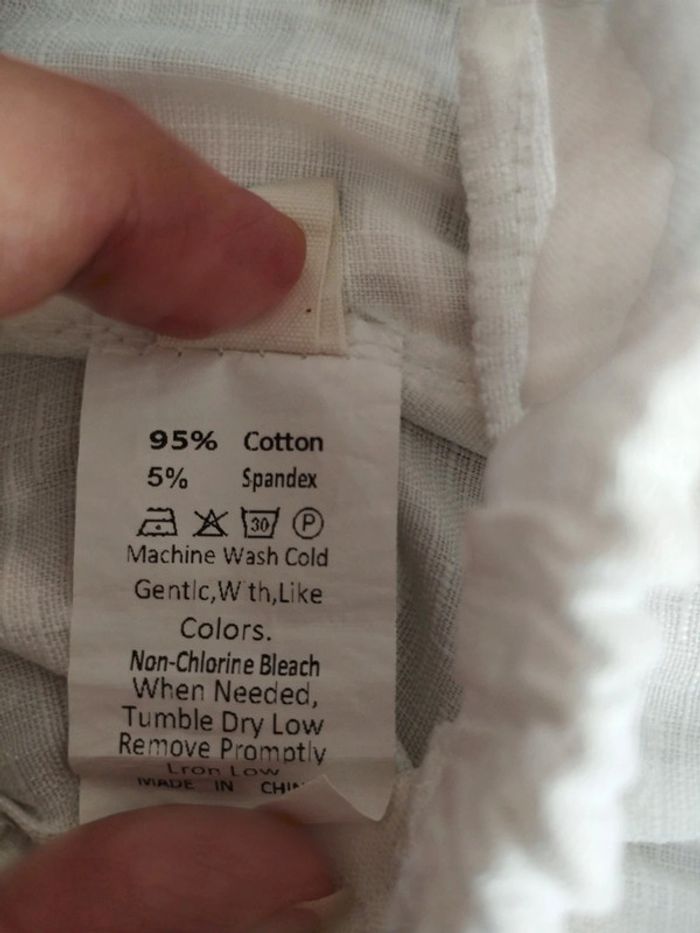 95% Cotton
5% Spandex
30 P
Machine Wash Cold
Gentlc,W th,Like
Colors.
Non-Chlorine Bleach
When Needed,
Tumble Dry Low
Remove Promptly
Lron Low
MADE IN